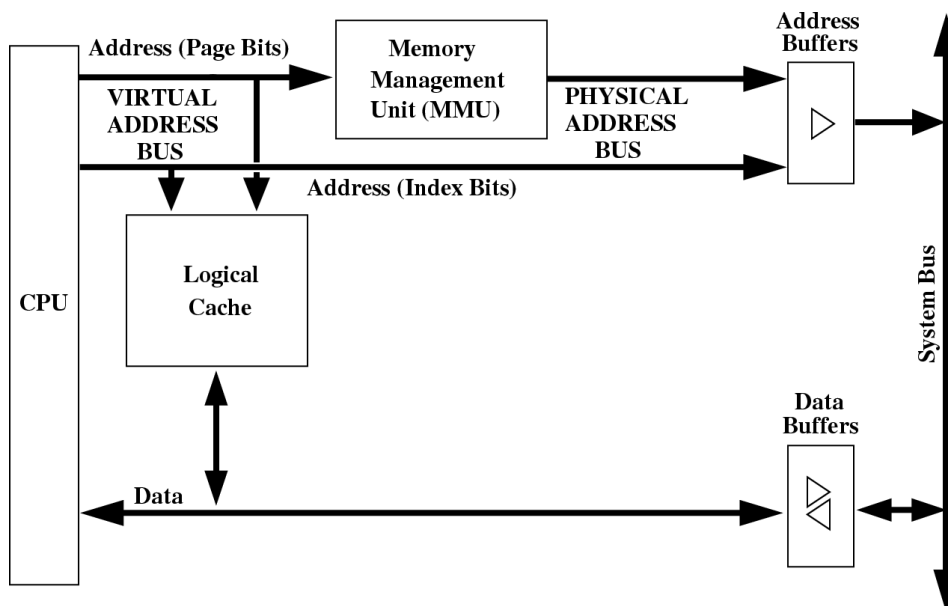 Address (Page Bits)
Memory
Management
Unit (MMU)
Address
Buffers
VIRTUAL
ADDRESS
BUS
PHYSICAL
ADDRESS
BUS
Address (Index Bits)
CPU
Logical
Cache
System Bus
Data
Buffers
Data